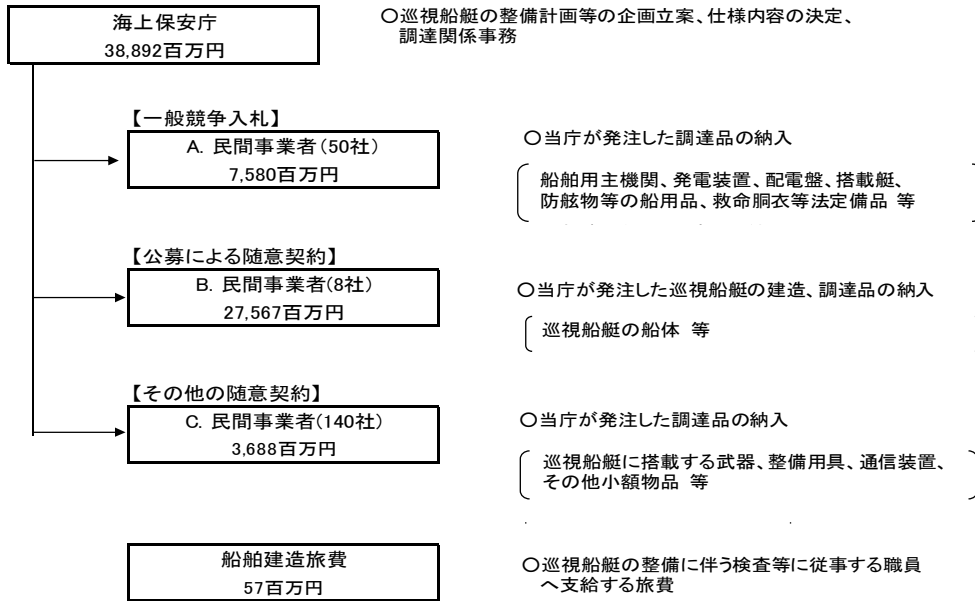 海上保安庁
38,892百万円
○巡視船艇の整備計画等の企画立案、仕様内容の決定、
調達関係事務
【一般競争入札】
A. 民間事業者(50社)
7,580百万円
○当庁が発注した調達品の納入
船舶用主機関、発電装置、配電盤、搭載艇、
防舷物等の船用品、救命胴衣等法定備品 等
【公募による随意契約】
B. 民間事業者(8社)
27,567百万円
○当庁が発注した巡視船艇の建造、調達品の納入
巡視船艇の船体 等
【その他の随意契約】
C. 民間事業者(140社)
3,688百万円
○当庁が発注した調達品の納入
巡視船艇に搭載する武器、整備用具、通信装置、
その他小額物品 等
船舶建造旅費
57百万円
○巡視船艇の整備に伴う検査等に従事する職員
へ支給する旅費